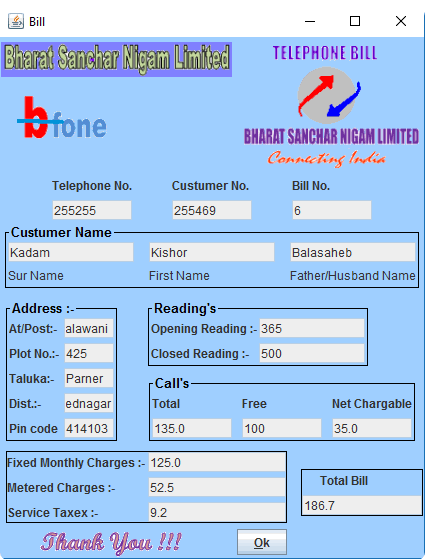 Bill
Bharat Sanchar Nigam Limited
TELEPHONE BILL
bfone
BHARAT SANCHAR NIGAM LIMITED
Connecting India
Telephone No. Custumer No. Bill No.
255255 255469 6
Custumer Name
Kadam Kishor Balasaheb
Sur Name First Name Father/Husband Name
Address :-
At/Post:- alawani
Plot No.:- 425
Taluka:- Parner
Dist.:- ednagar
Pin code 414103
Reading's
Opening Reading :- 365
Closed Reading :- 500
Call's
Total Free Net Chargable
135.0 100 35.0
Fixed Monthly Charges :- 125.0
Metered Charges :- 52.5
Service Taxex :- 9.2
Total Bill
186.7
Thank You !!!
Ok